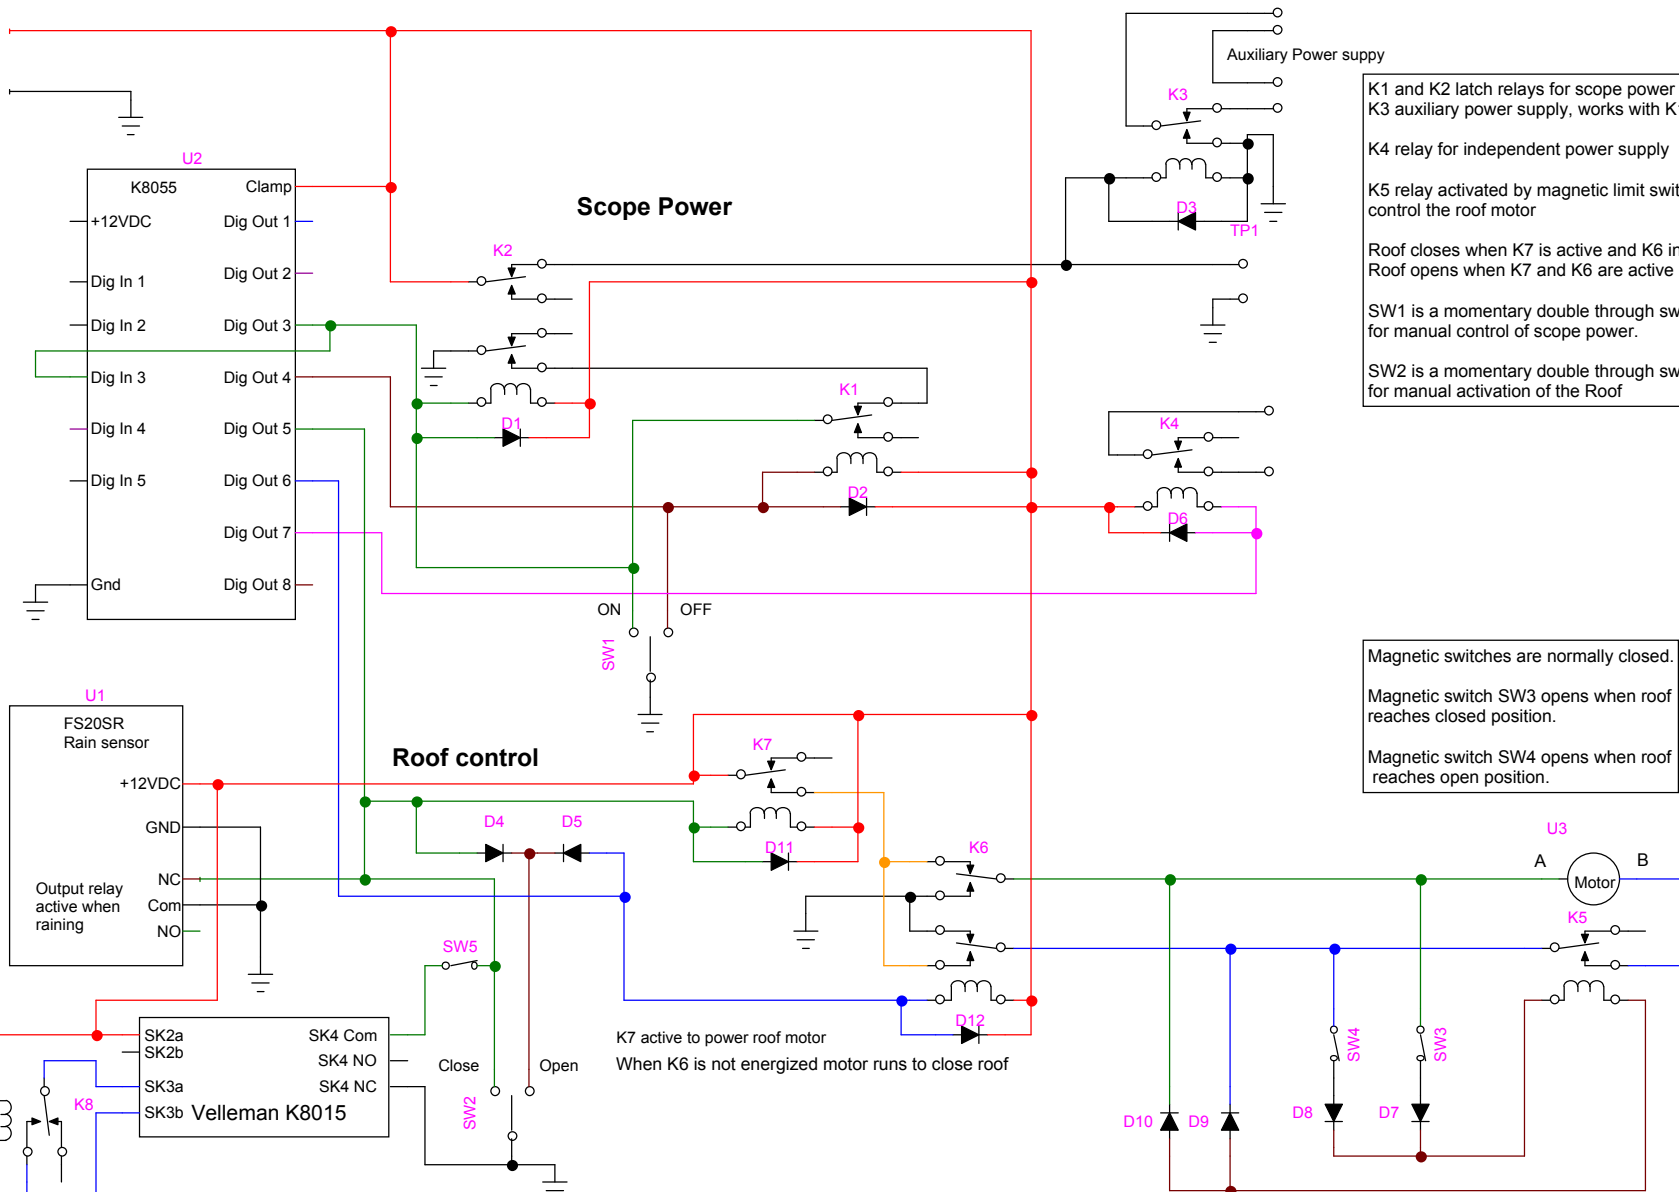 Auxiliary Power suppy
K3
K1 and K2 latch relays for scope power
K3 auxiliary power supply, works with K
K4 relay for independent power supply
K5 relay activated by magnetic limit swit
control the roof motor
Roof closes when K7 is active and K6 in
Roof opens when K7 and K6 are active
SW1 is a momentary double through sw
for manual control of scope power.
SW2 is a momentary double through sw
for manual activation of the Roof
U2
K8055
Clamp
+12VDC
Dig Out 1
Dig In 1
Dig Out 2
Dig In 2
Dig Out 3
Dig In 3
Dig Out 4
Dig In 4
Dig Out 5
Dig In 5
Dig Out 6
Dig Out 7
Gnd
Dig Out 8
Scope Power
D3
TP1
K2
D1
K1
D2
K4
D6
ON
OFF
SW1
Magnetic switches are normally closed.
Magnetic switch SW3 opens when roof
reaches closed position.
Magnetic switch SW4 opens when roof
reaches open position.
U1
FS20SR
Rain sensor
+12VDC
GND
NC
Output relay
active when
raining
Com
NO
Roof control
K7
D4
D5
D11
K6
U3
A
B
Motor
K5
SW5
D12
K7 active to power roof motor
When K6 is not energized motor runs to close roof
SK2a
SK2b
SK3a
SK3b
SK4 Com
SK4 NO
SK4 NC
Velleman K8015
K8
Close
Open
SW2
SW4
SW3
D10
D9
D8
D7